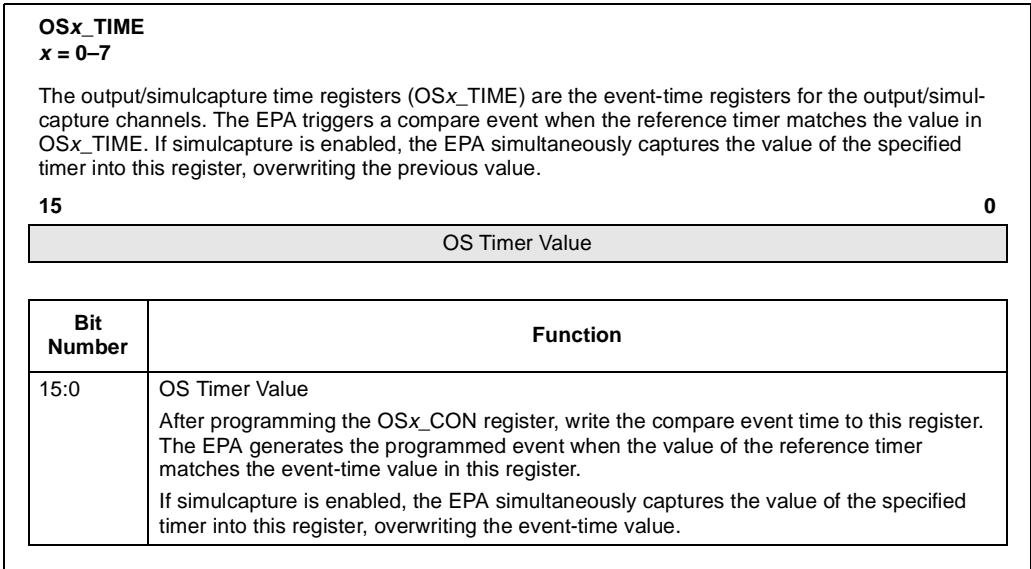 OSx_TIME
x = 0–7
The output/simulcapture time registers (OSx_TIME) are the event-time registers for the output/simul-
capture channels. The EPA triggers a compare event when the reference timer matches the value in
OSx_TIME. If simulcapture is enabled, the EPA simultaneously captures the value of the specified
timer into this register, overwriting the previous value.
15 0
OS Timer Value
Bit
Number
Function
15:0
OS Timer Value
After programming the OSx_CON register, write the compare event time to this register.
The EPA generates the programmed event when the value of the reference timer
matches the event-time value in this register.
If simulcapture is enabled, the EPA simultaneously captures the value of the specified
timer into this register, overwriting the event-time value.